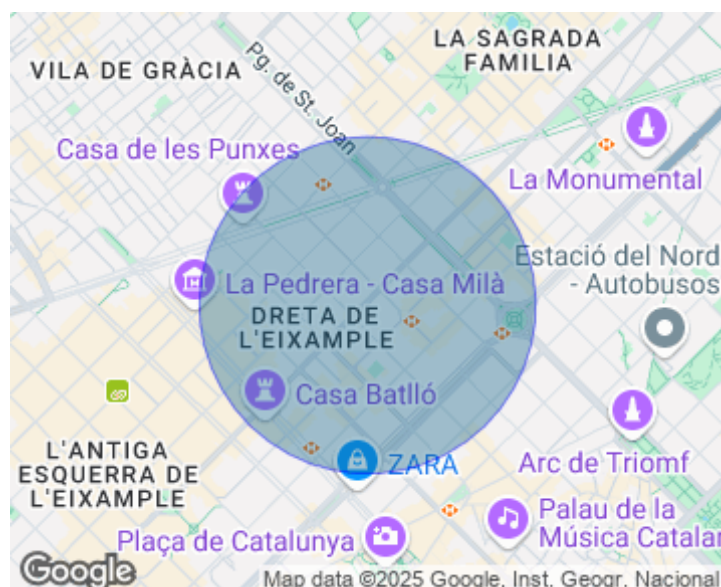 LA SAGRADA
FAMILIA
VILA DE GRÀCIA
Pg. de St. Joan
Casa de les Punxes
La Monumental
Estació del Nord
- Autobusos
La Pedrera - Casa Milà
DRETA DE
L'EIXAMPLE
Casa Batlló
L'ANTIGA
ESQUERRA DE
L'EIXAMPLE
ZARA
Arc de Triomf
Palau de la
Música Catalan
Plaça de Catalunya
Google
Map data ©2025 Google, Inst. Geogr. Nacional